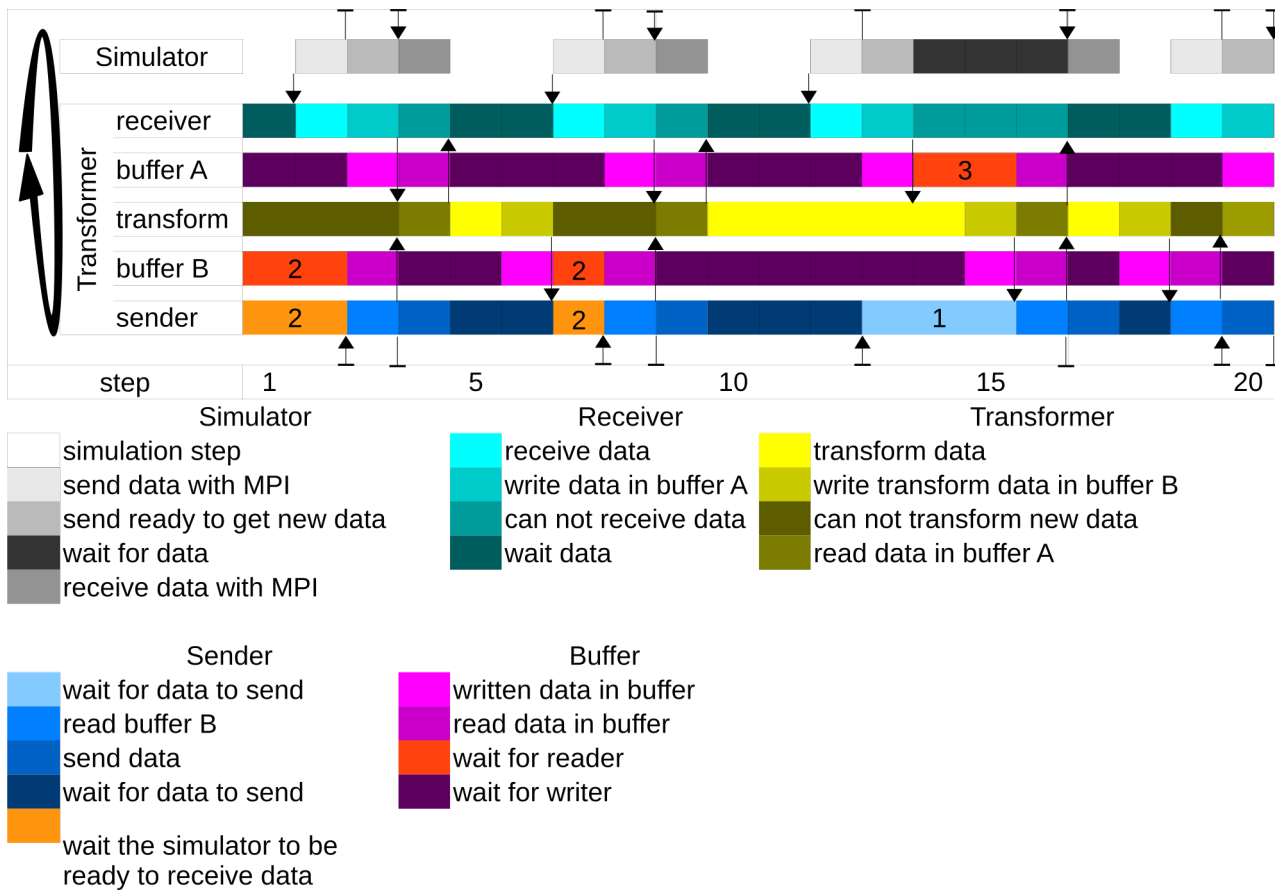 Simulator
Transformer
receiver
buffer A
3
transform
buffer B
2
2
sender
2
2
1
step
1
5
10
15
20
Simulator
Receiver
Transformer
simulation step
receive data
transform data
send data with MPI
write data in buffer A
write transform data in buffer B
send ready to get new data
can not receive data
can not transform new data
wait for data
wait data
read data in buffer A
receive data with MPI
Sender
Buffer
wait for data to send
written data in buffer
read buffer B
read data in buffer
send data
wait for reader
wait for data to send
wait for writer
wait the simulator to be
ready to receive data